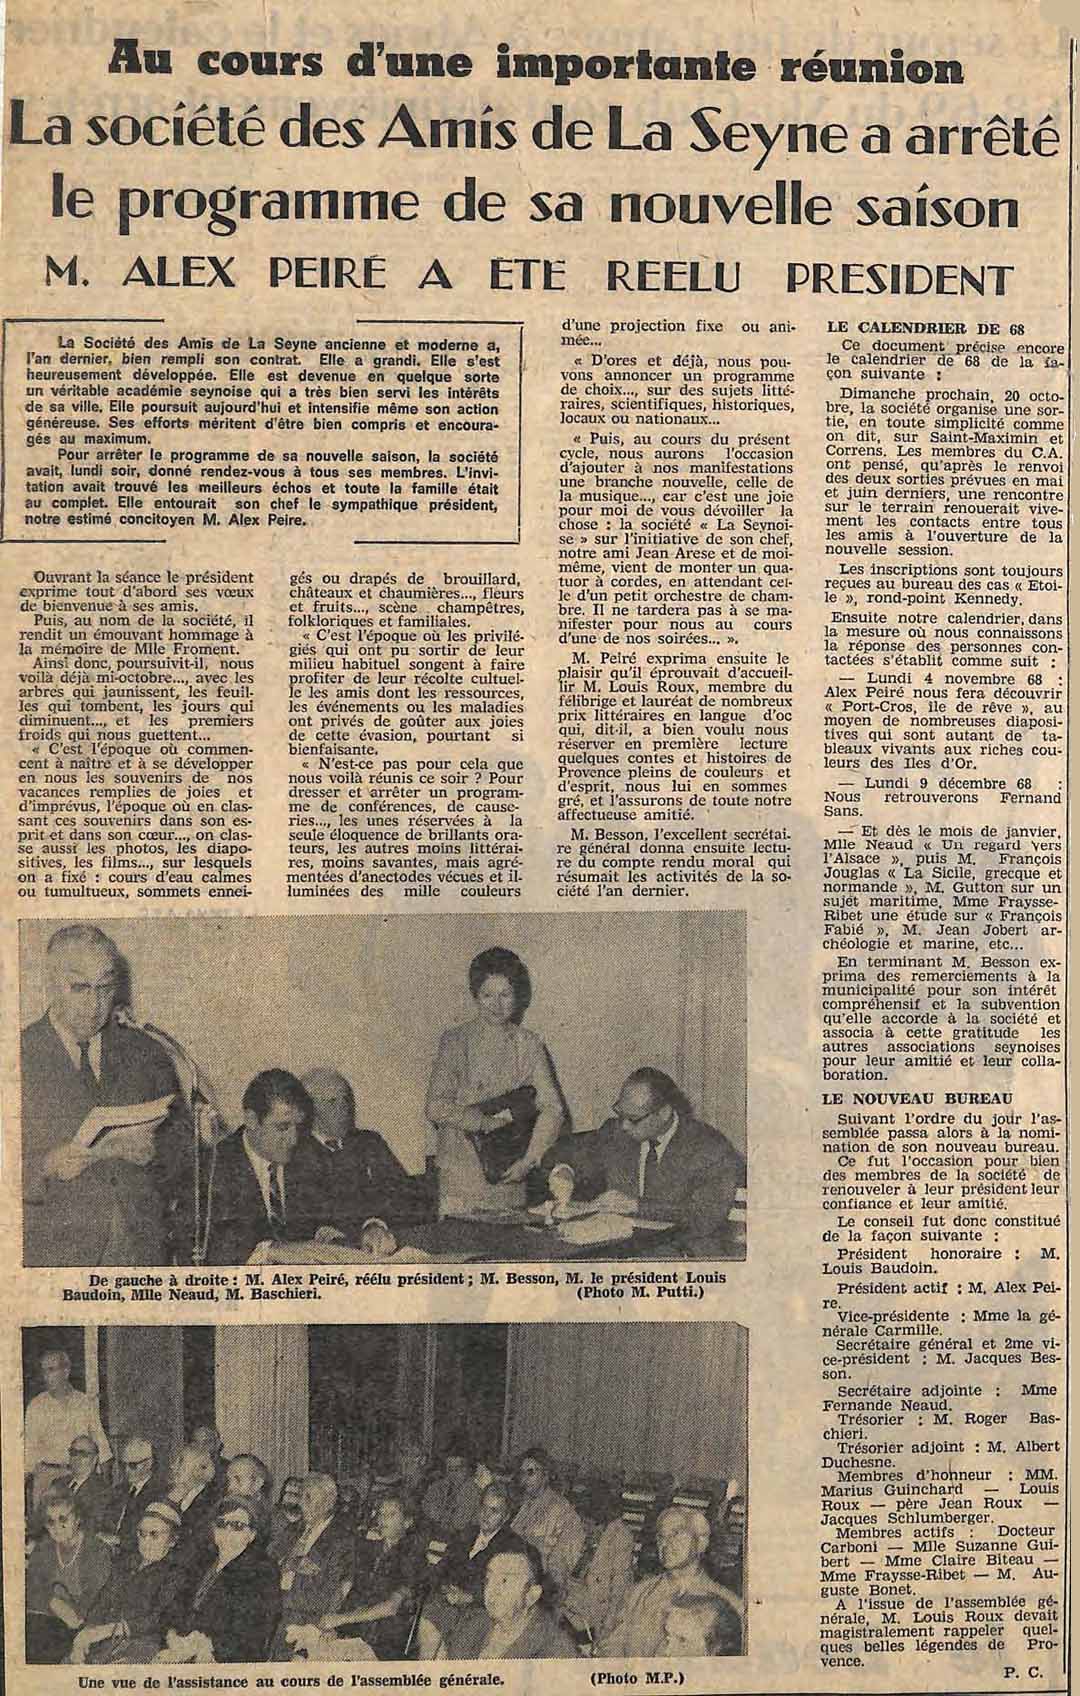 Au cours d'une importante réunion
La société des Amis de La Seyne a arrêté
le programme de sa nouvelle saison
M. ALEX PEIRÉ A ÉTÉ REELU PRESIDENT
La Société des Amis de La Seyne ancienne et moderne a,
l'an dernier, bien rempli son contrat. Elle a grandi. Elle s'est
heureusement développée. Elle est devenue en quelque sorte
un véritable académie seynoise qui a très bien servi les intérêts
de sa ville. Elle poursuit aujourd'hui et intensifie même son action
généreuse. Ses efforts méritent d'être bien compris et encoura-
gés au maximum.
Pour arrêter le programme de sa nouvelle saison, la société
avait, lundi soir, donné rendez-vous à tous ses membres. L'invi-
tation avait trouvé les meilleurs échos et toute la famille était
au complet. Elle entourait son chef le sympathique président,
notre estimé concitoyen M. Alex Peire.
Ouvrant la séance le président
exprime tout d'abord ses vœux
de bienvenue à ses amis.
Puis, au nom de la société, il
rendit un émouvant hommage à
la mémoire de Mlle Froment.
Ainsi donc, poursuivit-il, nous
voilà déjà mi-octobre..., avec les
arbres qui jaunissent, les feuil-
les qui tombent, les jours qui
diminuent..., et les premiers
froids qui nous guettent...
« C'est l'époque où commen-
cent à naître et à se développer
en nous les souvenirs de nos
vacances remplies de joies et
d'imprévus, l'époque où en clas-
sant ces souvenirs dans son es-
prit et dans son cœur..., on clas-
se aussi les photos, les diapo-
sitives, les films..., sur lesquels
on a fixé : cours d'eau calmes
ou tumultueux, sommets ennei-
gés ou drapés de brouillard,
châteaux et chaumières..., fleurs
et fruits..., scène champêtres,
folkloriques et familiales.
« C'est l'époque où les privilé-
giés qui ont pu sortir de leur
milieu habituel songent à faire
profiter de leur récolte cultuel-
le les amis dont les ressources,
les événements ou les maladies
ont privés de goûter aux joies
de cette évasion, pourtant si
bienfaisante.
« N'est-ce pas pour cela que
nous voilà réunis ce soir ? Pour
dresser et arrêter un program-
me de conférences, de cause-
ries..., les unes réservées à la
seule éloquence de brillants ora-
teurs, les autres moins littérai-
res, moins savantes, mais agré-
mentées d'anectodes vécues et il-
luminées des mille couleurs
d'une projection fixe ou ani-
mée...
« D'ores et déjà, nous pou-
vons annoncer un programme
de choix..., sur des sujets litté-
raires, scientifiques, historiques,
locaux ou nationaux...
« Puis, au cours du présent
cycle, nous aurons l'occasion
d'ajouter à nos manifestations
une branche nouvelle, celle de
la musique..., car c'est une joie
pour moi de vous dévoiler la
chose : la société « La Seynoi-
se » sur l'initiative de son chef,
notre ami Jean Arese et de moi-
même, vient de monter un qua-
tuor à cordes, en attendant cel-
le d'un petit orchestre de cham-
bre. Il ne tardera pas à se ma-
nifester pour nous au cours
d'une de nos soirées... ».
M. Peiré exprima ensuite le
plaisir qu'il éprouvait d'accueil-
lir M. Louis Roux, membre du
félibrige et lauréat de nombreux
prix littéraires en langue d'oc
qui, dit-il, a bien voulu nous
réserver en première lecture
quelques contes et histoires de
Provence pleins de couleurs et
d'esprit, nous lui en sommes
gré, et l'assurons de toute notre
affectueuse amitié.
M. Besson, l'excellent secrétai-
re général donna ensuite lectu-
re du compte rendu moral qui
résumait les activités de la so-
ciété l'an dernier.
De gauche à droite : M. Alex Peiré, réélu président ; M. Besson, M. le président Louis
Baudoin, Mlle Neaud, M. Baschieri. (Photo M. Putti.)
Une vue de l'assistance au cours de l'assemblée générale. (Photo M.P.)
LE CALENDRIER DE 68
Ce document précise encore
le calendrier de 68 de la fa-
çon suivante :
Dimanche prochain, 20 octo-
bre, la société organise une sor-
tie, en toute simplicité comme
on dit, sur Saint-Maximin et
Correns. Les membres du C.A.
ont pensé, qu'après le renvoi
des deux sorties prévues en mai
et juin derniers, une rencontre
sur le terrain renouerait vive-
ment les contacts entre tous
les amis à l'ouverture de la
nouvelle session.
Les inscriptions sont toujours
reçues au bureau des cas « Etoi-
le », rond-point Kennedy.
Ensuite notre calendrier, dans
la mesure où nous connaissons
la réponse des personnes con-
tactées s'établit comme suit :
— Lundi 4 novembre 68 :
Alex Peiré nous fera découvrir
« Port-Cros, île de rêve », au
moyen de nombreuses diaposi-
tives qui sont autant de ta-
bleaux vivants aux riches cou-
leurs des Iles d'Or.
— Lundi 9 décembre 68 :
Nous retrouverons Fernand
Sans.
— Et dès le mois de janvier,
Mlle Neaud « Un regard vers
l'Alsace », puis M. François
Jouglas « La Sicile, grecque et
normande », M. Gutton sur un
sujet maritime, Mme Fraysse-
Ribet une étude sur « François
Fabié », M. Jean Jobert ar-
chéologie et marine, etc...
En terminant M. Besson ex-
prima des remerciements à la
municipalité pour son intérêt
compréhensif et la subvention
qu'elle accorde à la société et
associa à cette gratitude les
autres associations seynoises
pour leur amitié et leur colla-
boration.
LE NOUVEAU BUREAU
Suivant l'ordre du jour l'as-
semblée passa alors à la nomi-
nation de son nouveau bureau.
Ce fut l'occasion pour bien
des membres de la société de
renouveler à leur président leur
confiance et leur amitié.
Le conseil fut donc constitué
de la façon suivante :
Président honoraire : M.
Louis Baudoin.
Président actif : M. Alex Pei-
re.
Vice-présidente : Mme la gé-
nérale Carmille.
Secrétaire général et 2me vi-
ce-président : M. Jacques Bes-
son.
Secrétaire adjointe : Mme
Fernande Neaud.
Trésorier : M. Roger Bas-
chieri.
Trésorier adjoint : M. Albert
Duchesne.
Membres d'honneur : MM.
Marius Guinchard — Louis
Roux — père Jean Roux —
Jacques Schlumberger.
Membres actifs : Docteur
Carboni — Mlle Suzanne Gui-
bert — Mme Claire Biteau —
Mme Fraysse-Ribet — M. Au-
guste Bonet.
A l'issue de l'assemblée gé-
nérale, M. Louis Roux devait
magistralement rappeler quel-
ques belles légendes de Pro-
vence.
P. C.